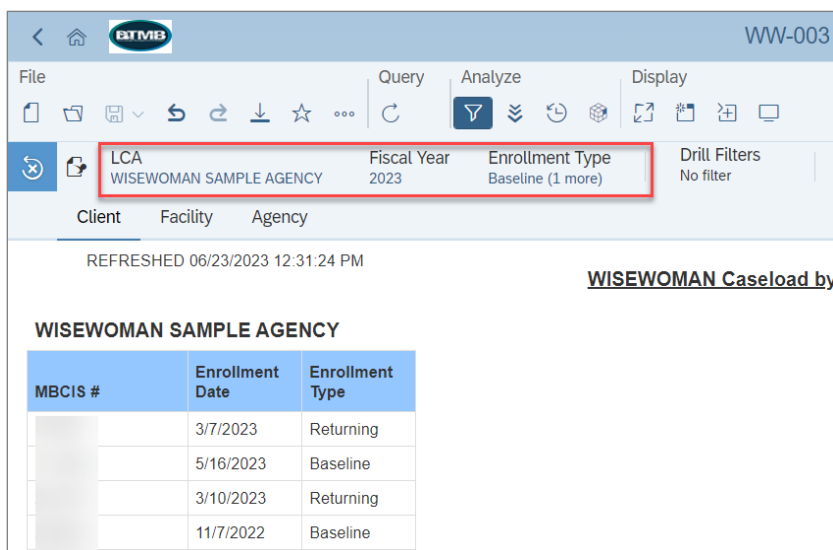 BTMB
WW-003
File Query Analyze Display
LCA Fiscal Year Enrollment Type Drill Filters
WISEWOMAN SAMPLE AGENCY 2023 Baseline (1 more) No filter
Client Facility Agency
REFRESHED 06/23/2023 12:31:24 PM
WISEWOMAN Caseload by
WISEWOMAN SAMPLE AGENCY
MBCIS # Enrollment Date Enrollment Type
3/7/2023 Returning
5/16/2023 Baseline
3/10/2023 Returning
11/7/2022 Baseline